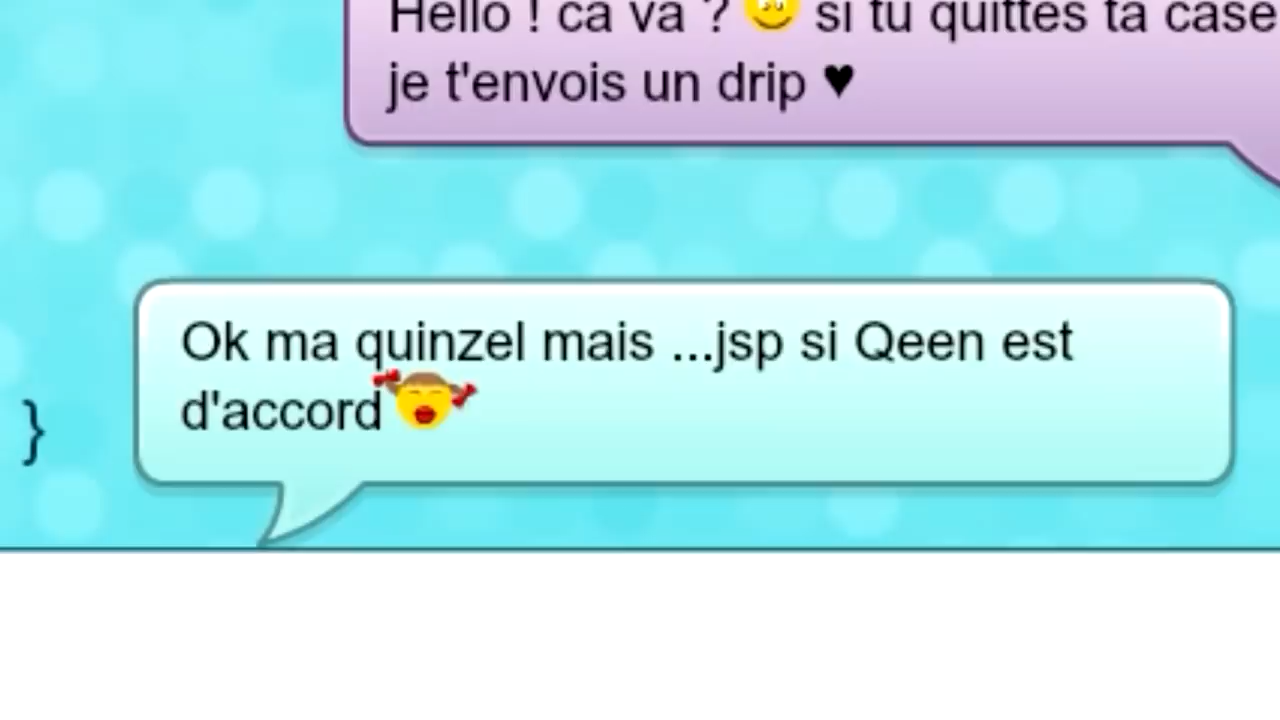 Hello ! ca va ? si tu quittes ta case
je t'envois un drip ♥
Ok ma quinzel mais ...jsp si Qeen est
d'accord
}